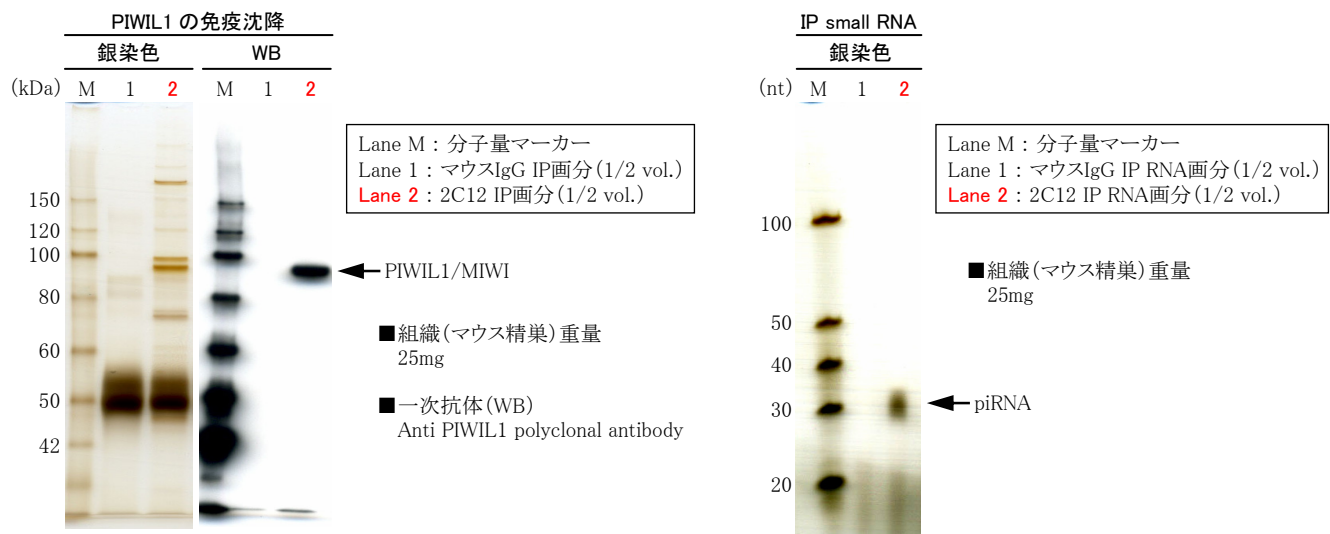 PIWIL1 の免疫沈降
銀染色 WB
(kDa) M 1 2 M 1 2
150
120
100
80
60
50
42
Lane M : 分子量マーカー
Lane 1 : マウスIgG IP画分(1/2 vol.)
Lane 2 : 2C12 IP画分(1/2 vol.)
PIWIL1/MIWI
■組織(マウス精巣)重量
25mg
■一次抗体(WB)
Anti PIWIL1 polyclonal antibody
IP small RNA
銀染色
(nt) M 1 2
100
50
40
30
20
Lane M : 分子量マーカー
Lane 1 : マウスIgG IP RNA画分(1/2 vol.)
Lane 2 : 2C12 IP RNA画分(1/2 vol.)
■組織(マウス精巣)重量
25mg
piRNA